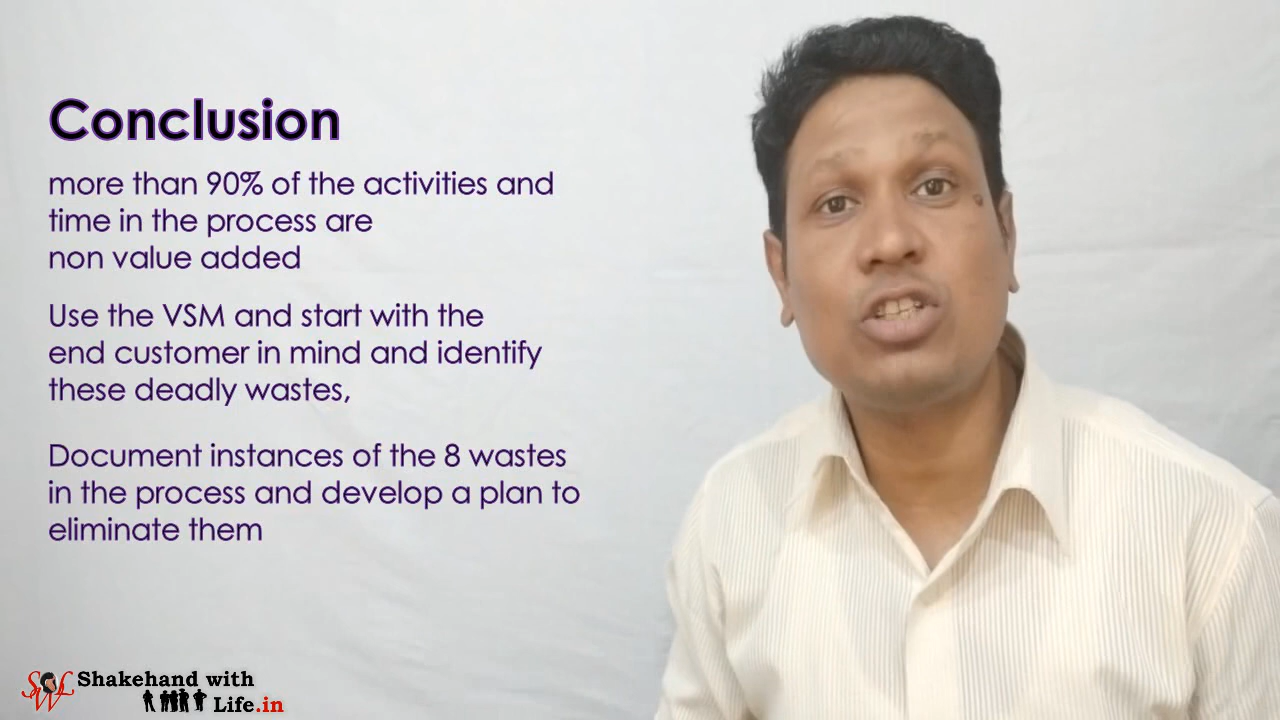 Conclusion
more than 90% of the activities and
time in the process are
non value added
Use the VSM and start with the
end customer in mind and identify
these deadly wastes,
Document instances of the 8 wastes
in the process and develop a plan to
eliminate them
SWL Shakehand with
Life.in